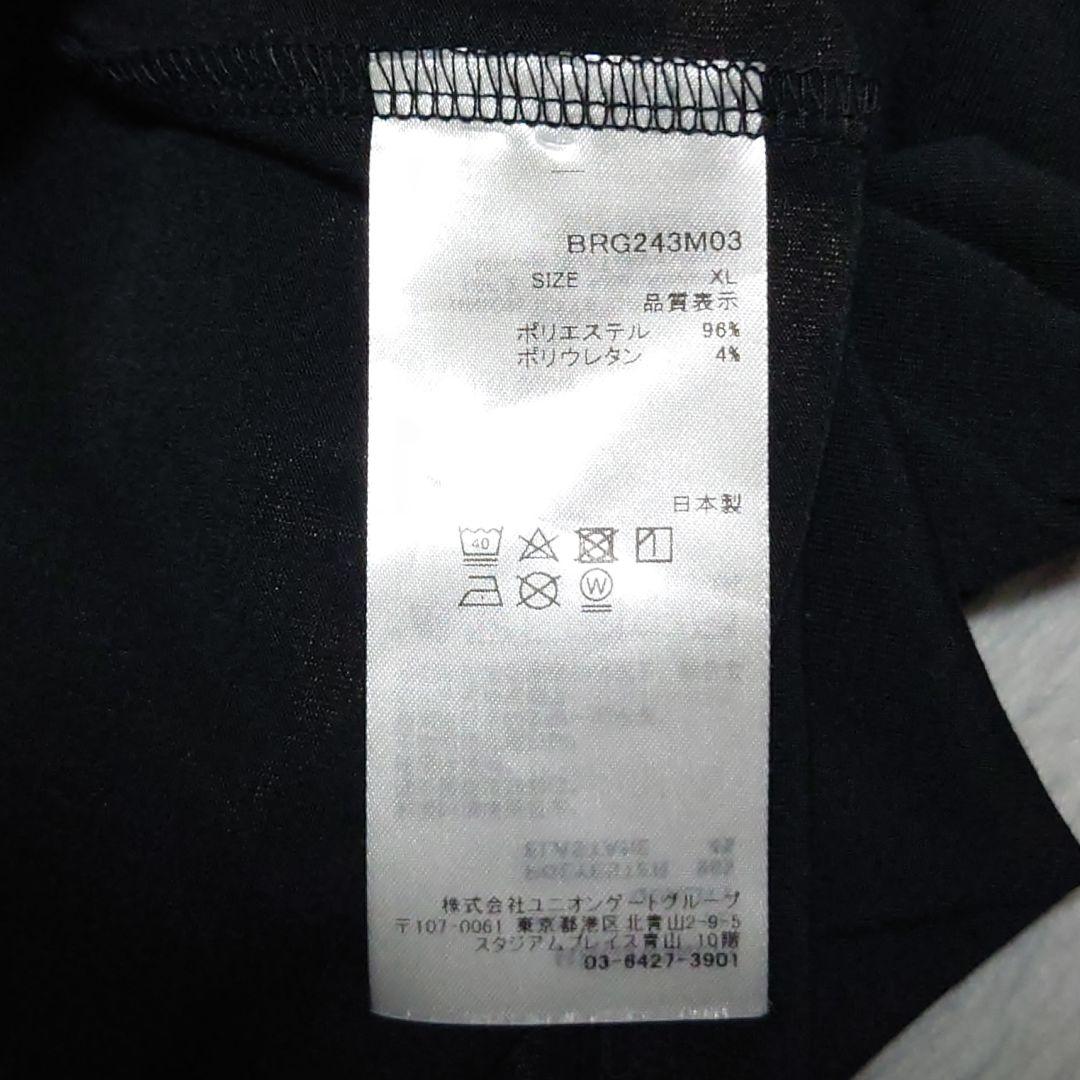 BRG243M03
SIZE XL
品質表示
ポリエステル 96%
ポリウレタン 4%
日本製
40
W
株式会社ユニオンゲートグループ
〒107-0061 東京都港区北青山2-9-5
スタジアムプレイス青山 10階
03-6427-3901